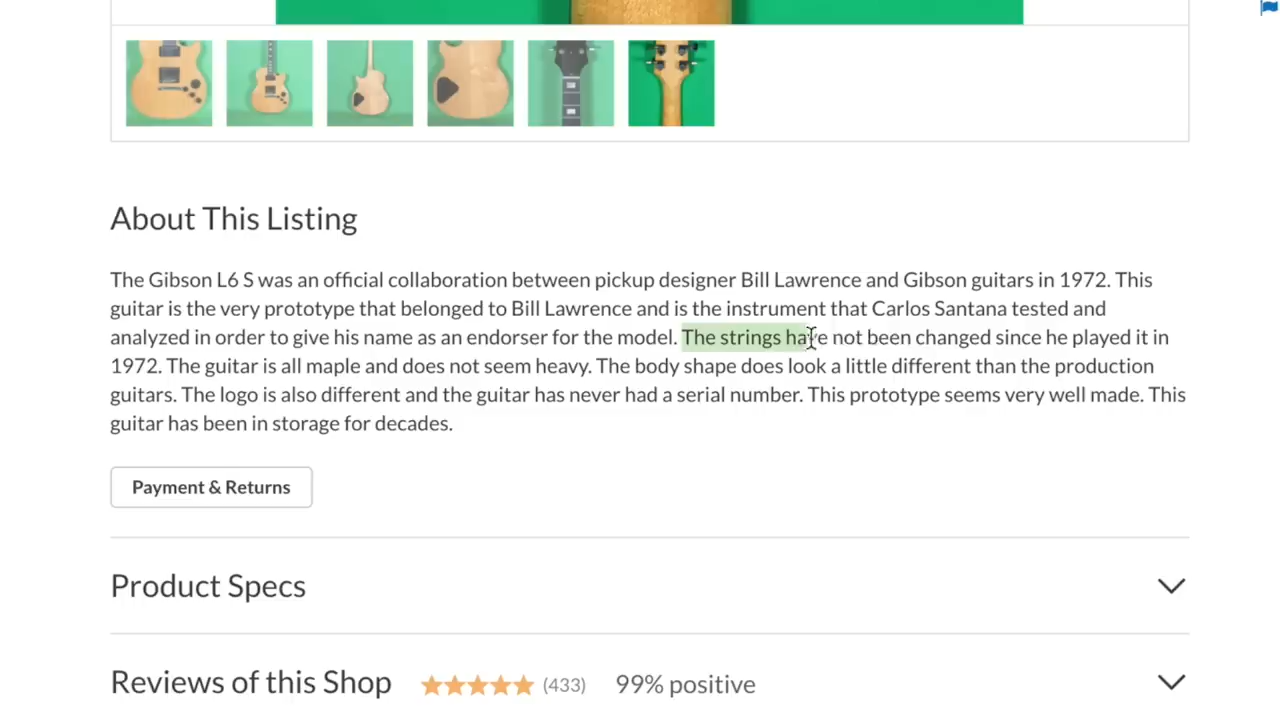 About This Listing
The Gibson L6 S was an official collaboration between pickup designer Bill Lawrence and Gibson guitars in 1972. This
guitar is the very prototype that belonged to Bill Lawrence and is the instrument that Carlos Santana tested and
analyzed in order to give his name as an endorser for the model. The strings have not been changed since he played it in
1972. The guitar is all maple and does not seem heavy. The body shape does look a little different than the production
guitars. The logo is also different and the guitar has never had a serial number. This prototype seems very well made. This
guitar has been in storage for decades.
Payment & Returns
Product Specs
Reviews of this Shop (433) 99% positive